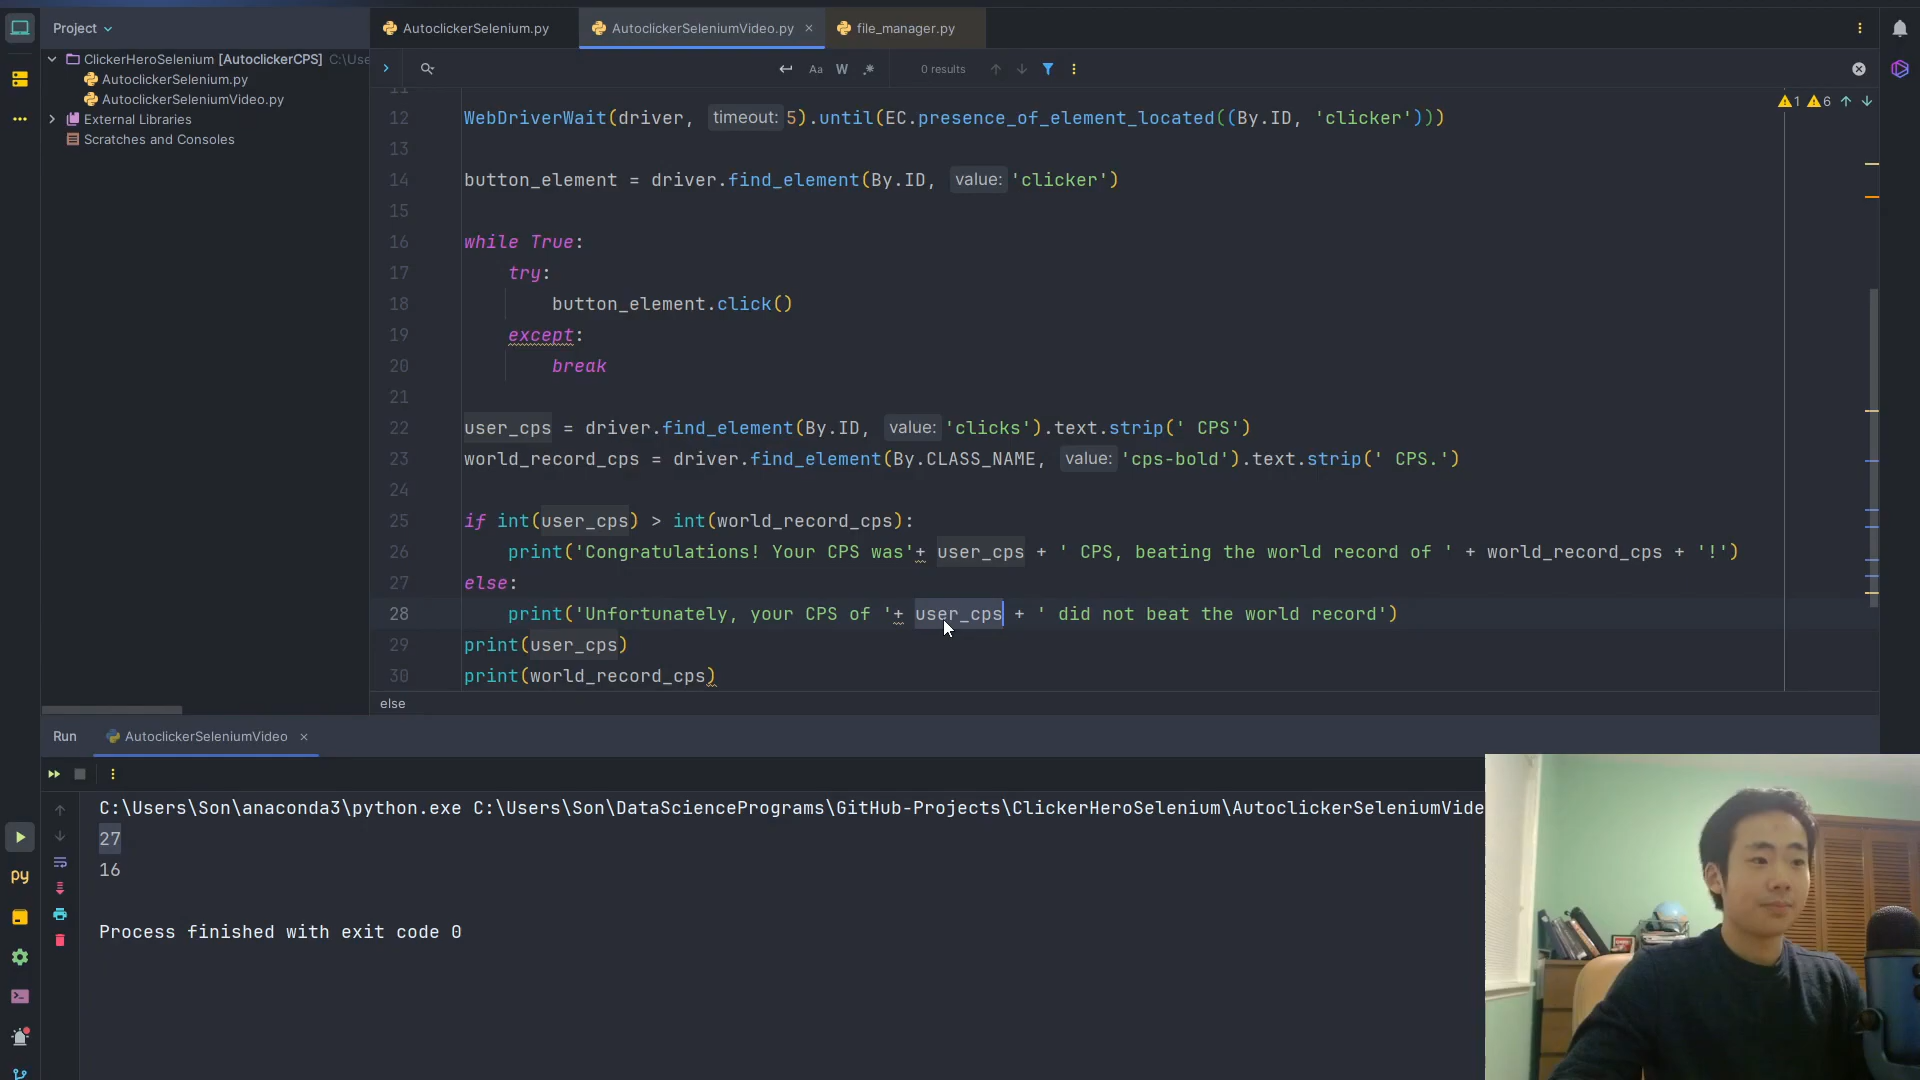 Project
AutoclickerSelenium.py
AutoclickerSeleniumVideo.py
file_manager.py
ClickerHeroSelenium [AutoclickerCPS] C:\Use
AutoclickerSelenium.py
AutoclickerSeleniumVideo.py
External Libraries
Scratches and Consoles
Aa W .* 0 results
1 6
12 WebDriverWait(driver, timeout: 5).until(EC.presence_of_element_located((By.ID, 'clicker')))
13
14 button_element = driver.find_element(By.ID, value: 'clicker')
15
16 while True:
17 try:
18 button_element.click()
19 except:
20 break
21
22 user_cps = driver.find_element(By.ID, value: 'clicks').text.strip(' CPS')
23 world_record_cps = driver.find_element(By.CLASS_NAME, value: 'cps-bold').text.strip(' CPS.')
24
25 if int(user_cps) > int(world_record_cps):
26 print('Congratulations! Your CPS was'+ user_cps + ' CPS, beating the world record of ' + world_record_cps + '!')
27 else:
28 print('Unfortunately, your CPS of '+ user_cps + ' did not beat the world record')
29 print(user_cps)
30 print(world_record_cps)
else
Run AutoclickerSeleniumVideo
C:\Users\Son\anaconda3\python.exe C:\Users\Son\DataSciencePrograms\GitHub-Projects\ClickerHeroSelenium\AutoclickerSeleniumVide
27
16
Process finished with exit code 0
py